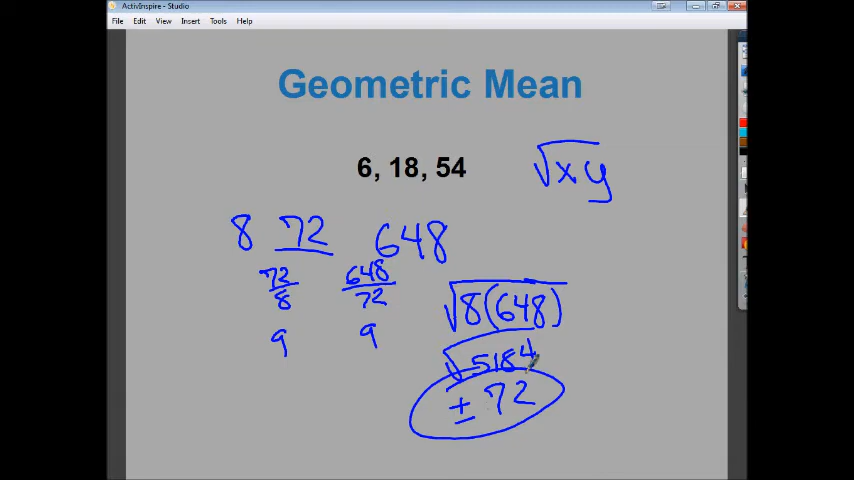 ActivInspire - Studio
File Edit View Insert Tools Help
Geometric Mean
6, 18, 54
√xy
8 72 648
72/8 648/72
9 9
√8(648)
√5184
± 72